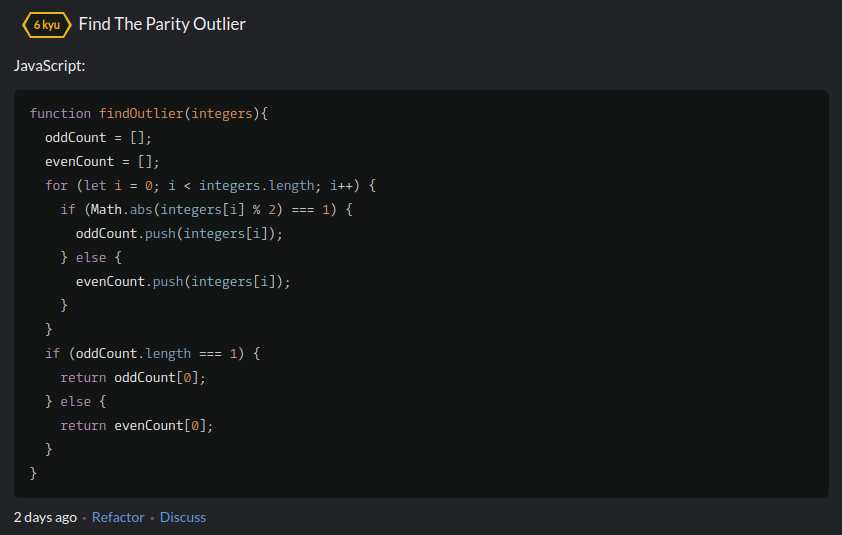 6 kyu Find The Parity Outlier
JavaScript:
function findOutlier(integers){
  oddCount = [];
  evenCount = [];
  for (let i = 0; i < integers.length; i++) {
    if (Math.abs(integers[i] % 2) === 1) {
      oddCount.push(integers[i]);
    } else {
      evenCount.push(integers[i]);
    }
  }
  if (oddCount.length === 1) {
    return oddCount[0];
  } else {
    return evenCount[0];
  }
}
2 days ago · Refactor · Discuss